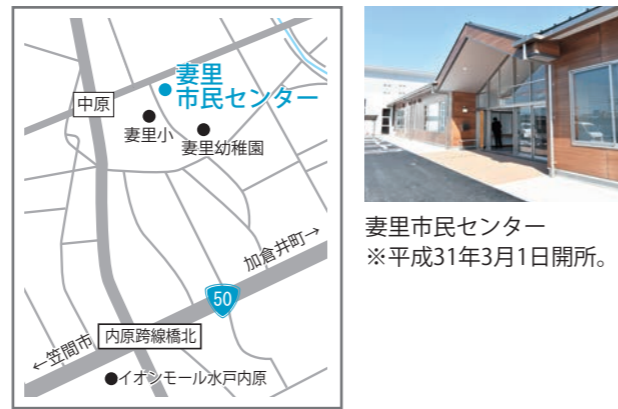 妻里
市民センター
中原
妻里小
妻里幼稚園
加倉井町→
50
内原跨線橋北
←笠間市
●イオンモール水戸内原
妻里市民センター
※平成31年3月1日開所。